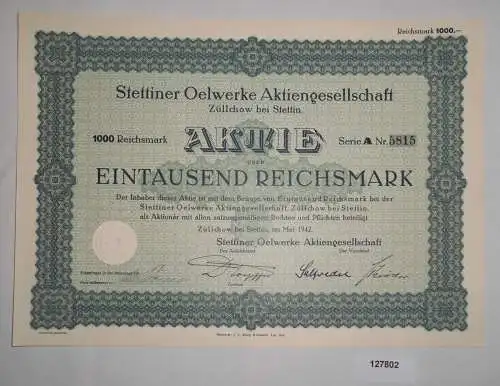 Reichsmark 1000.—
Stettiner Oelwerke Aktiengesellschaft
Züllchow bei Stettin.
1000 Reichsmark AKTIE Serie A Nr. 5815
über
EINTAUSEND REICHSMARK
Der Inhaber dieser Aktie ist mit dem Betrage von Eintausend Reichsmark bei der
Stettiner Oelwerke Aktiengesellschaft, Züllchow bei Stettin,
als Aktionär mit allen satzungsmäßigen Rechten und Pflichten beteiligt.
Züllchow bei Stettin, im Mai 1942.
Stettiner Oelwerke Aktiengesellschaft
Der Aufsichtsrat Der Vorstand
127802